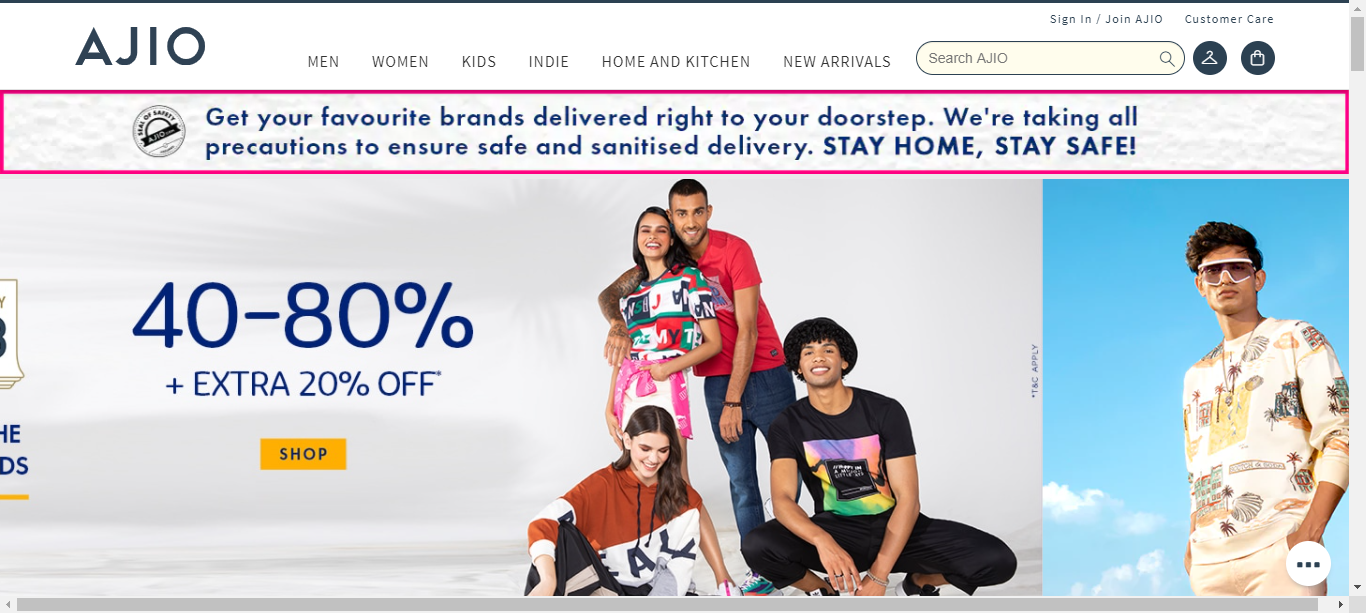 Sign In / Join AJIO Customer Care
AJIO
MEN WOMEN KIDS INDIE HOME AND KITCHEN NEW ARRIVALS
Search AJIO
SEAL OF SAFETY
AJIO.com
Get your favourite brands delivered right to your doorstep. We're taking all
precautions to ensure safe and sanitised delivery. STAY HOME, STAY SAFE!
40-80%
+ EXTRA 20% OFF*
SHOP
*T&C APPLY